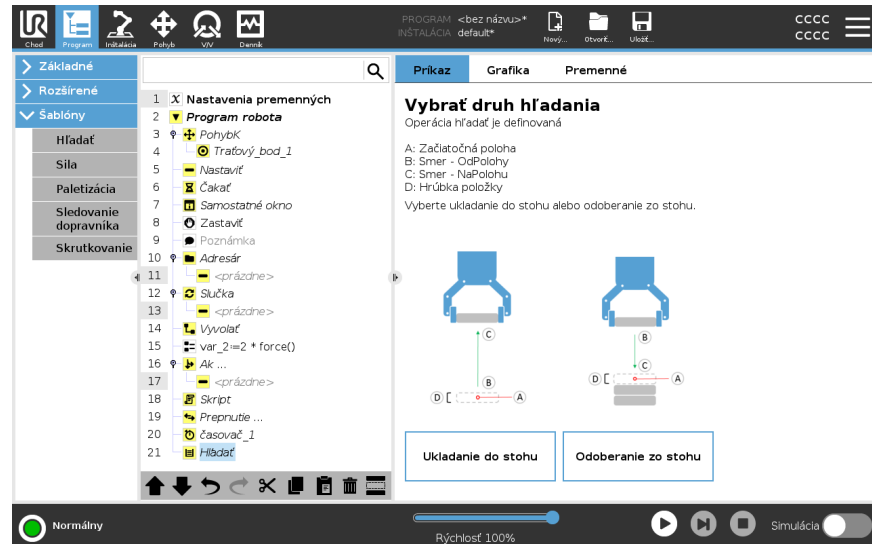 Chod
Program
Inštalácia
Pohyb
V/V
Denník
PROGRAM <bez názvu>*
INŠTALÁCIA default*
Nový...
Otvoriť...
Uložiť...
CCCC
CCCC
Základné
Rozšírené
Šablóny
Hľadať
Sila
Paletizácia
Sledovanie
dopravníka
Skrutkovanie
1 X Nastavenia premenných
2 Program robota
3 PohybK
4 Traťový_bod_1
5 Nastaviť
6 Čakať
7 Samostatné okno
8 Zastaviť
9 Poznámka
10 Adresár
11 <prázdne>
12 Slučka
13 <prázdne>
14 Vyvolať
15 var_2:=2 * force()
16 Ak ...
17 <prázdne>
18 Skript
19 Prepnutie ...
20 časovač_1
21 Hľadať
Príkaz
Grafika
Premenné
Vybrať druh hľadania
Operácia hľadať je definovaná
A: Začiatočná poloha
B: Smer - OdPolohy
C: Smer - NaPolohu
D: Hrúbka položky
Vyberte ukladanie do stohu alebo odoberanie zo stohu.
C
B
D
A
B
C
D
A
Ukladanie do stohu
Odoberanie zo stohu
Normálny
Rýchlosť 100%
Simulácia